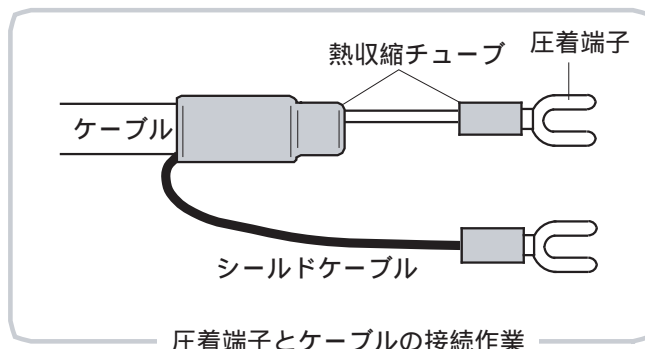 圧着端子
熱収縮チューブ
ケーブル
シールドケーブル
圧着端子とケーブルの接続作業